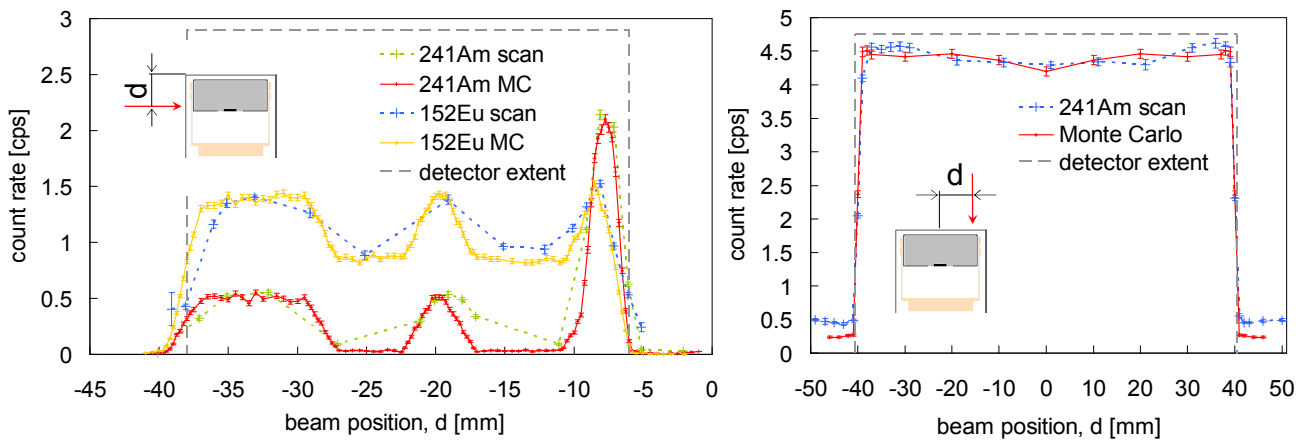 3
2.5
2
1.5
1
0.5
0
count rate [cps]
d
241Am scan
241Am MC
152Eu scan
152Eu MC
detector extent
-45 -40 -35 -30 -25 -20 -15 -10 -5 0
beam position, d [mm]
5
4.5
4
3.5
3
2.5
2
1.5
1
0.5
0
count rate [cps]
241Am scan
Monte Carlo
detector extent
d
-50 -40 -30 -20 -10 0 10 20 30 40 50
beam position, d [mm]